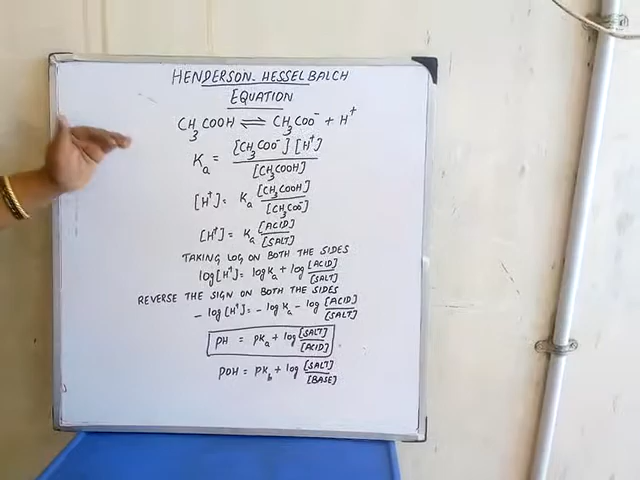 HENDERSON-HESSELBALCH
EQUATION
CH₃COOH ⇌ CH₃COO⁻ + H⁺
Kₐ = [CH₃COO⁻] [H⁺] / [CH₃COOH]
[H⁺] = Kₐ [CH₃COOH] / [CH₃COO⁻]
[H⁺] = Kₐ [ACID] / [SALT]
TAKING LOG ON BOTH THE SIDES
log[H⁺] = logKₐ + log [ACID] / [SALT]
REVERSE THE SIGN ON BOTH THE SIDES
- log[H⁺] = - log Kₐ - log [ACID] / [SALT]
PH = PKₐ + log [SALT] / [ACID]
POH = PK_b + log [SALT] / [BASE]